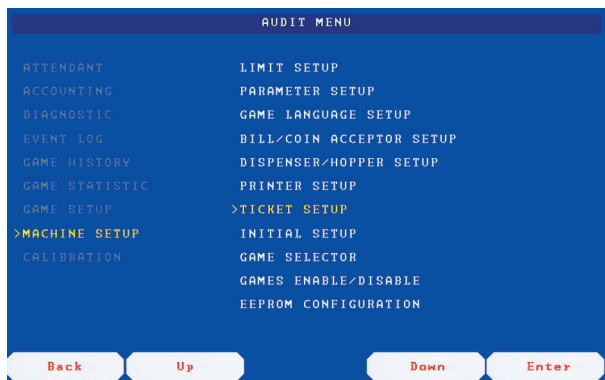 AUDIT MENU
ATTENDANT
ACCOUNTING
DIAGNOSTIC
EVENT LOG
GAME HISTORY
GAME STATISTIC
GAME SETUP
>MACHINE SETUP
CALIBRATION
LIMIT SETUP
PARAMETER SETUP
GAME LANGUAGE SETUP
BILL/COIN ACCEPTOR SETUP
DISPENSER/HOPPER SETUP
PRINTER SETUP
>TICKET SETUP
INITIAL SETUP
GAME SELECTOR
GAMES ENABLE/DISABLE
EEPROM CONFIGURATION
Back Up Down Enter